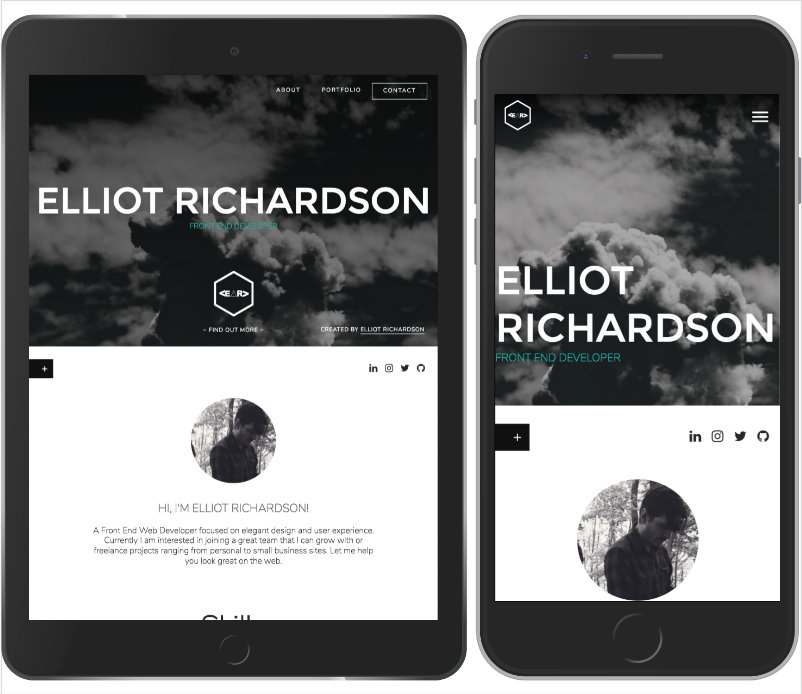 ABOUT PORTFOLIO CONTACT
ELLIOT RICHARDSON
FRONT END DEVELOPER
<E△R>
FIND OUT MORE
CREATED BY ELLIOT RICHARDSON
+
in
HI, I'M ELLIOT RICHARDSON!
A Front End Web Developer focused on elegant design and user experience.
Currently I am interested in joining a great team that I can grow with or
freelance projects ranging from personal to small business sites. Let me help
you look great on the web.
<E△R>
ELLIOT
RICHARDSON
FRONT END DEVELOPER
+
in